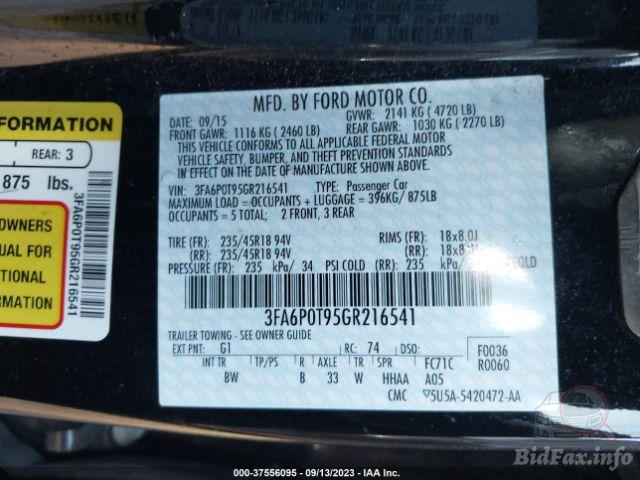 FORMATION
REAR: 3
875 lbs.
OWNERS
UAL FOR
TIONAL
ORMATION
3FA6P0T95GR216541
MFD. BY FORD MOTOR CO.
DATE: 09/15 GVWR: 2141 KG ( 4720 LB)
FRONT GAWR: 1116 KG ( 2460 LB) REAR GAWR: 1030 KG ( 2270 LB)
THIS VEHICLE CONFORMS TO ALL APPLICABLE FEDERAL MOTOR
VEHICLE SAFETY, BUMPER, AND THEFT PREVENTION STANDARDS
IN EFFECT ON THE DATE OF MANUFACTURE SHOWN ABOVE.
VIN: 3FA6P0T95GR216541 TYPE: Passenger Car
MAXIMUM LOAD = OCCUPANTS + LUGGAGE = 396KG/ 875LB
OCCUPANTS = 5 TOTAL; 2 FRONT, 3 REAR
TIRE (FR): 235/45R18 94V RIMS (FR): 18x8.0J
(RR): 235/45R18 94V (RR):
PRESSURE (FR): 235 kPa/ 34 PSI COLD (RR): 235
3FA6P0T95GR216541
TRAILER TOWING - SEE OWNER GUIDE
EXT PNT: G1 RC: 74 DSO: F0036
INT TR TP/PS R AXLE TR SPR FC71C R0060
BW B 33 W HHAA A05
CMC ▽5U5A-5420472-AA
000-37556095 - 09/13/2023 - IAA Inc.
BidFax.info